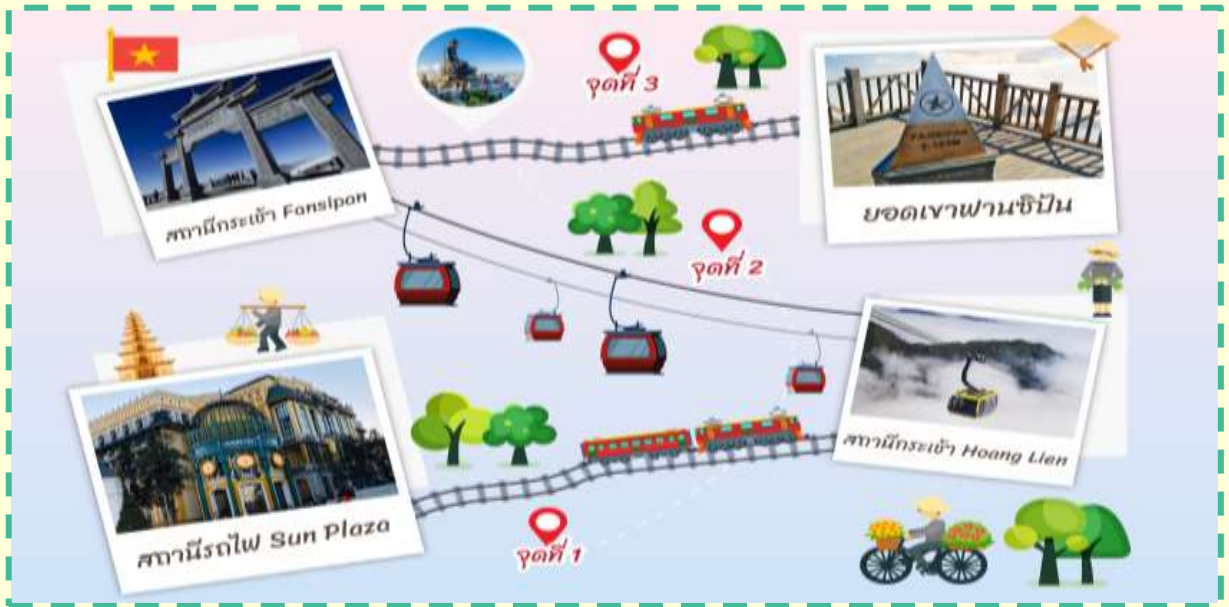 จุดที่ 3
สถานีกระเช้า Fansipan
ยอดเขาฟานซิปัน
จุดที่ 2
สถานีกระเช้า Hoang Lien
สถานีรถไฟ Sun Plaza
จุดที่ 1